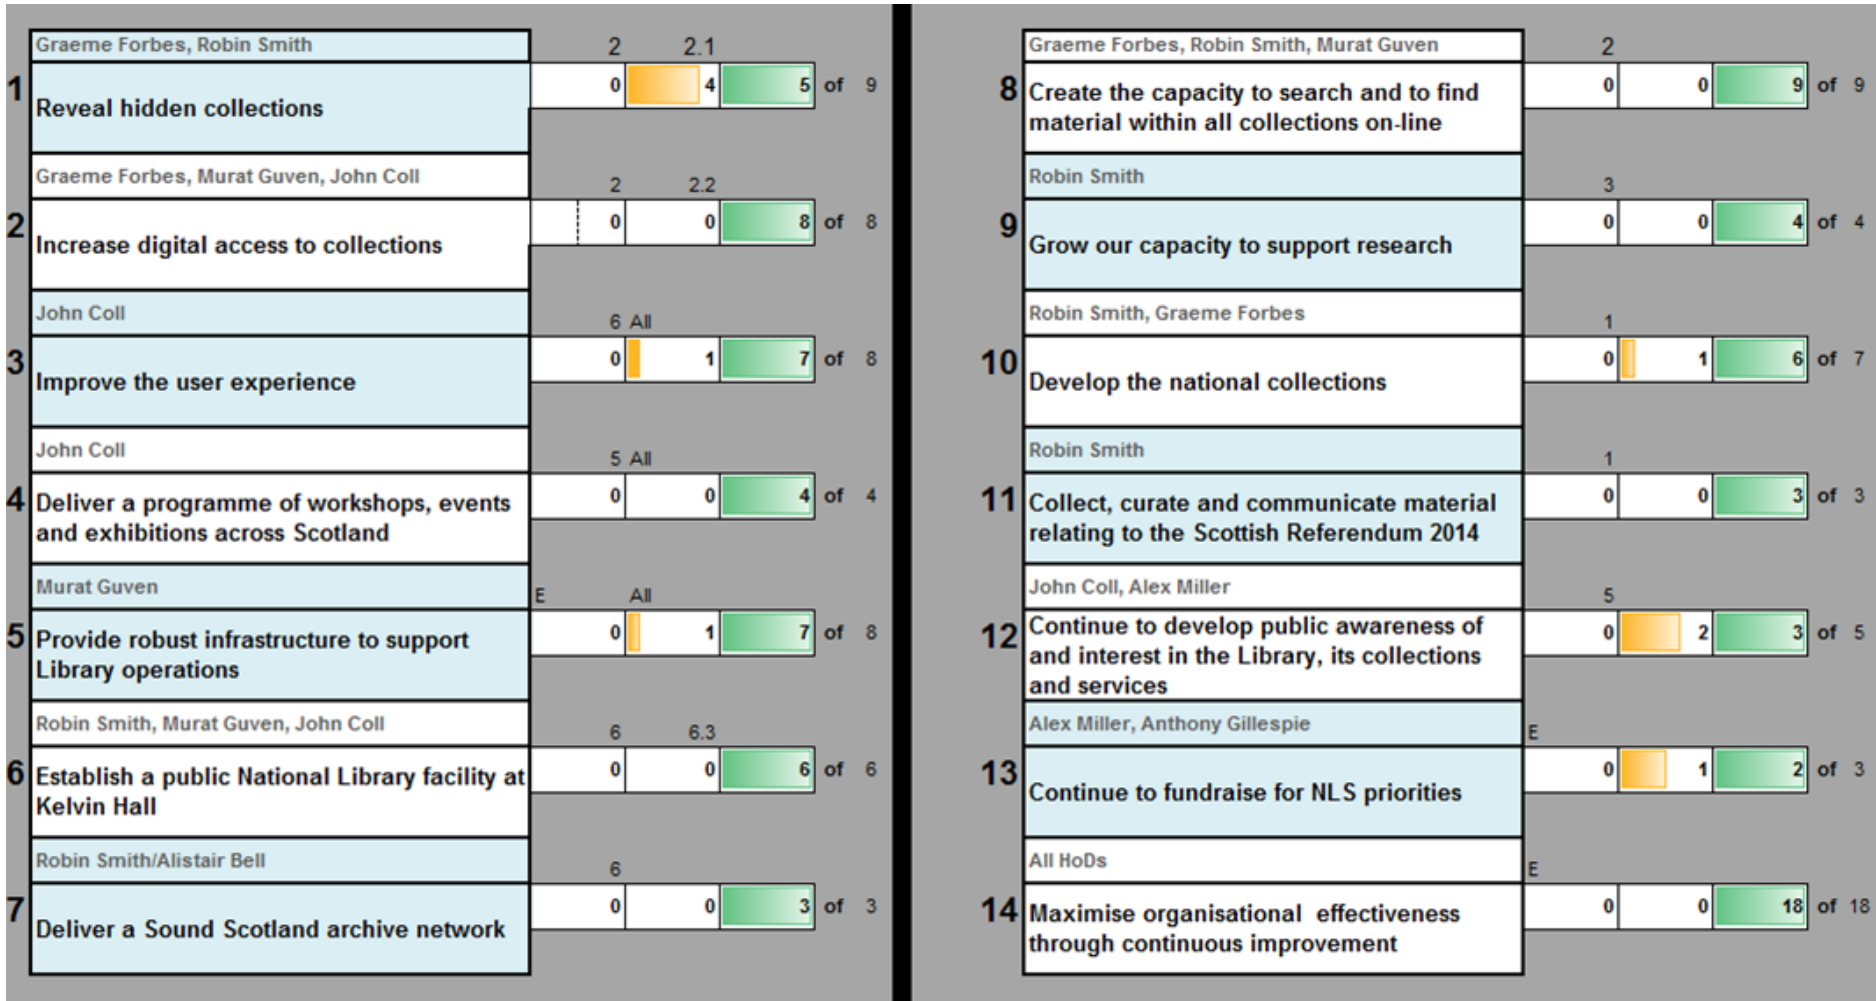 Graeme Forbes, Robin Smith 2 2.1
1 Reveal hidden collections 0 4 5 of 9
Graeme Forbes, Murat Guven, John Coll 2 2.2
2 Increase digital access to collections 0 0 8 of 8
John Coll 6 All
3 Improve the user experience 0 1 7 of 8
John Coll 5 All
4 Deliver a programme of workshops, events 0 0 4 of 4
and exhibitions across Scotland
Murat Guven E All
5 Provide robust infrastructure to support 0 1 7 of 8
Library operations
Robin Smith, Murat Guven, John Coll 6 6.3
6 Establish a public National Library facility at 0 0 6 of 6
Kelvin Hall
Robin Smith/Alistair Bell 6
7 Deliver a Sound Scotland archive network 0 0 3 of 3
Graeme Forbes, Robin Smith, Murat Guven 2
8 Create the capacity to search and to find 0 0 9 of 9
material within all collections on-line
Robin Smith 3
9 Grow our capacity to support research 0 0 4 of 4
Robin Smith, Graeme Forbes 1
10 Develop the national collections 0 1 6 of 7
Robin Smith 1
11 Collect, curate and communicate material 0 0 3 of 3
relating to the Scottish Referendum 2014
John Coll, Alex Miller 5
12 Continue to develop public awareness of 0 2 3 of 5
and interest in the Library, its collections
and services
Alex Miller, Anthony Gillespie E
13 Continue to fundraise for NLS priorities 0 1 2 of 3
All HoDs E
14 Maximise organisational effectiveness 0 0 18 of 18
through continuous improvement